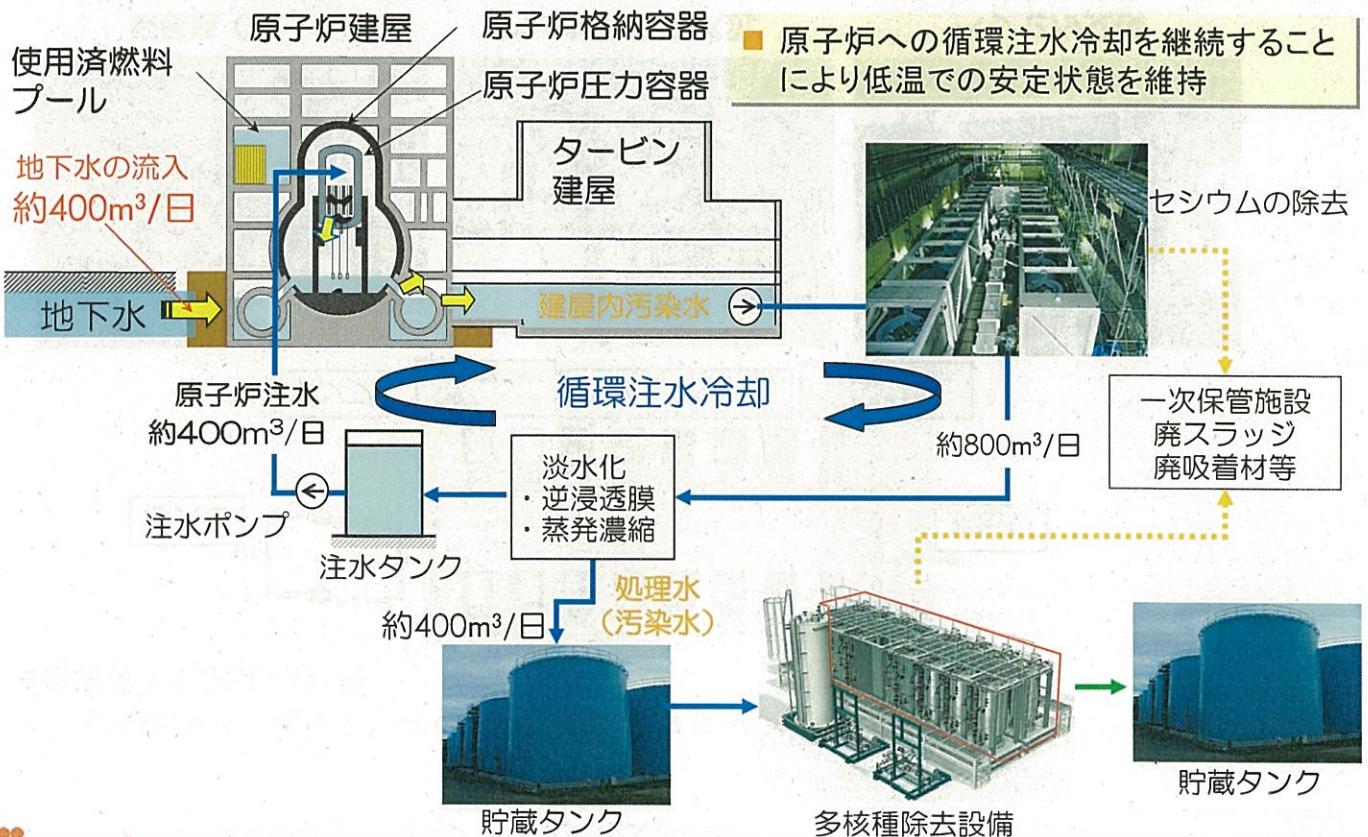 原子炉建屋
原子炉格納容器
原子炉圧力容器
使用済燃料
プール
■ 原子炉への循環注水冷却を継続すること
により低温での安定状態を維持
地下水の流入
約400m³/日
タービン
建屋
セシウムの除去
地下水
建屋内汚染水
原子炉注水
約400m³/日
循環注水冷却
約800m³/日
一次保管施設
廃スラッジ
廃吸着材等
淡水化
・逆浸透膜
・蒸発濃縮
注水ポンプ
注水タンク
処理水
(汚染水)
約400m³/日
貯蔵タンク
多核種除去設備
貯蔵タンク